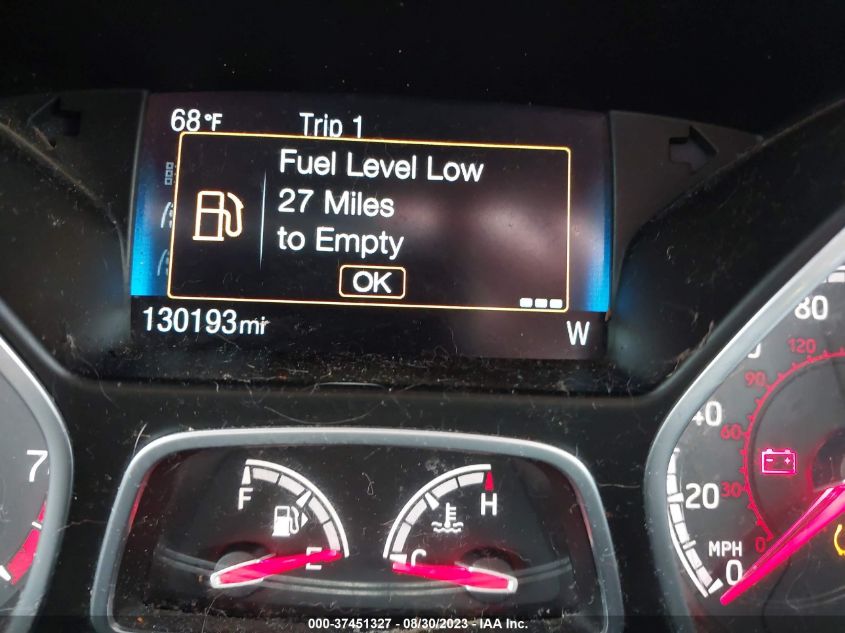 68°F Trip 1
Fuel Level Low
27 Miles
to Empty
OK
130193mi W
80
120
90
7 F H 40 60
20 30
E C MPH 0 0
000-37451327 - 08/30/2023 - IAA Inc.